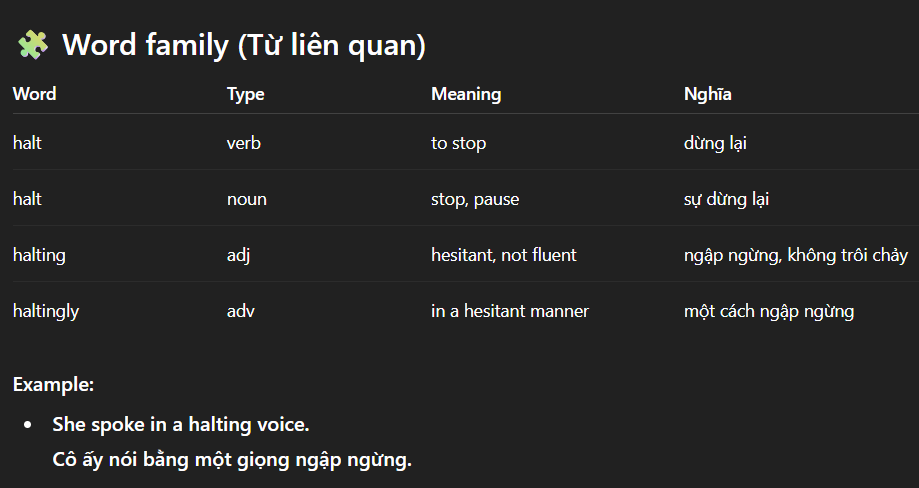 Word family (Từ liên quan)
Word Type Meaning Nghĩa
halt verb to stop dừng lại
halt noun stop, pause sự dừng lại
halting adj hesitant, not fluent ngập ngừng, không trôi chảy
haltingly adv in a hesitant manner một cách ngập ngừng
Example:
• She spoke in a halting voice.
Cô ấy nói bằng một giọng ngập ngừng.